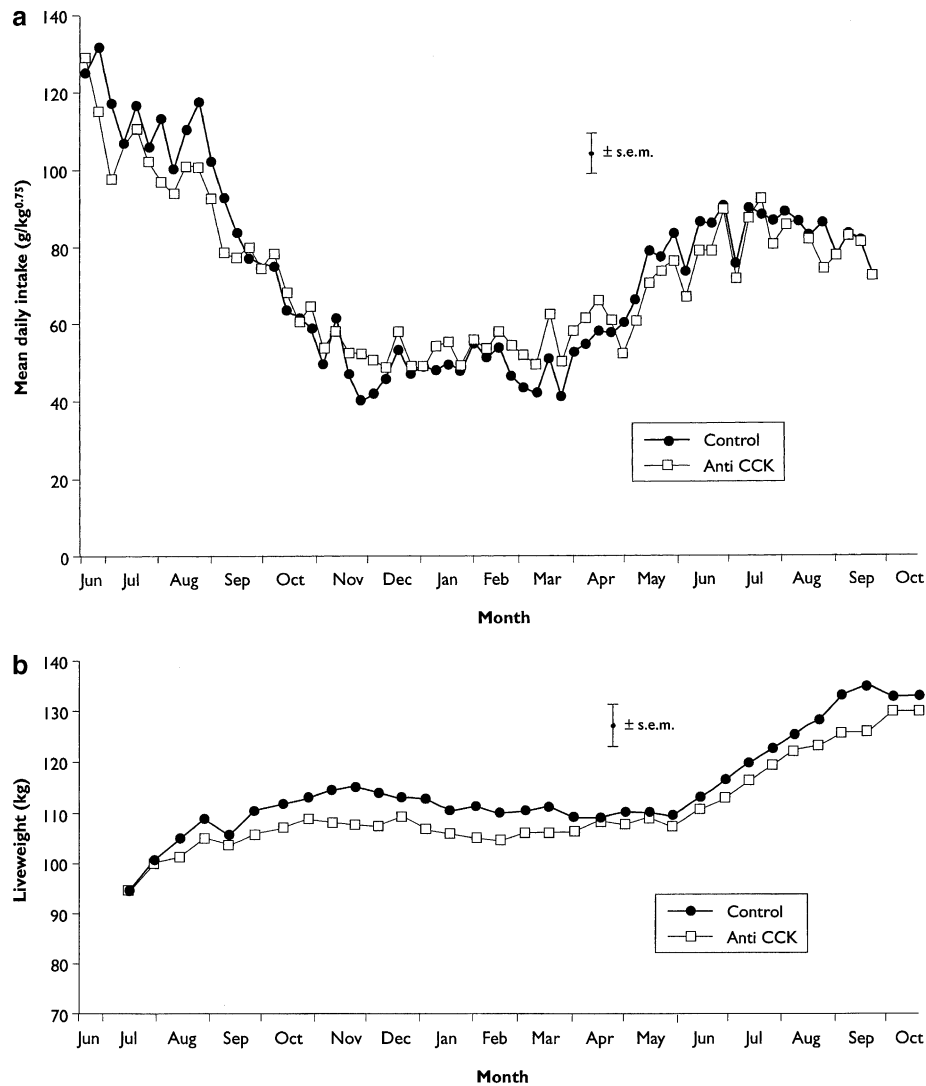 a
140
120
100
80
60
40
20
0
Mean daily intake (g/kg0.75)
± s.e.m.
Control
Anti CCK
Jun Jul Aug Sep Oct Nov Dec Jan Feb Mar Apr May Jun Jul Aug Sep Oct
Month
b
140
130
120
110
100
90
80
70
Liveweight (kg)
± s.e.m.
Control
Anti CCK
Jun Jul Aug Sep Oct Nov Dec Jan Feb Mar Apr May Jun Jul Aug Sep Oct
Month